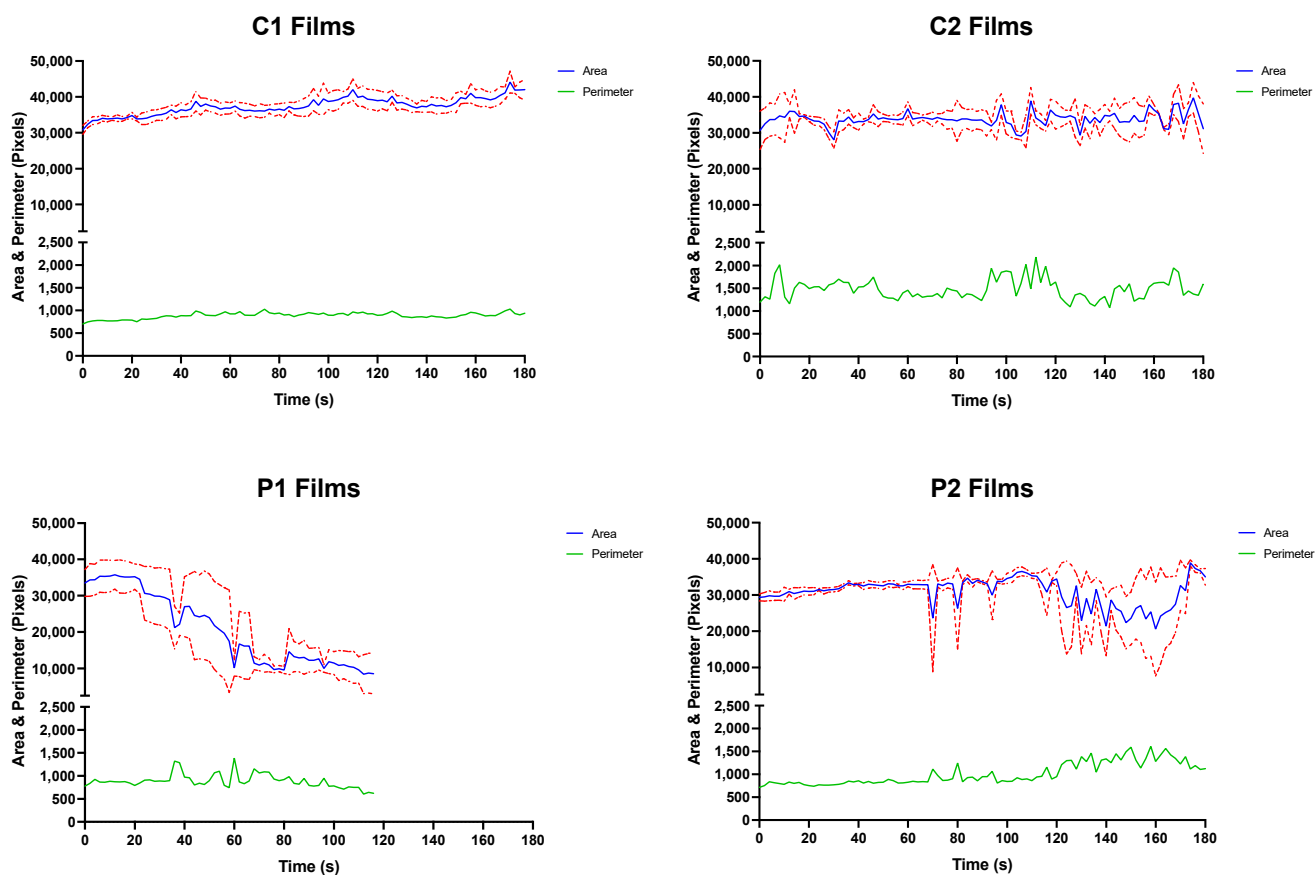 C1 Films
50,000
40,000
30,000
20,000
10,000
2,500
2,000
1,500
1,000
500
0
Area & Perimeter (Pixels)
0 20 40 60 80 100 120 140 160 180
Time (s)
Area
Perimeter
C2 Films
50,000
40,000
30,000
20,000
10,000
2,500
2,000
1,500
1,000
500
0
Area & Perimeter (Pixels)
0 20 40 60 80 100 120 140 160 180
Time (s)
Area
Perimeter
P1 Films
50,000
40,000
30,000
20,000
10,000
2,500
2,000
1,500
1,000
500
0
Area & Perimeter (Pixels)
0 20 40 60 80 100 120 140 160 180
Time (s)
Area
Perimeter
P2 Films
50,000
40,000
30,000
20,000
10,000
2,500
2,000
1,500
1,000
500
0
Area & Perimeter (Pixels)
0 20 40 60 80 100 120 140 160 180
Time (s)
Area
Perimeter